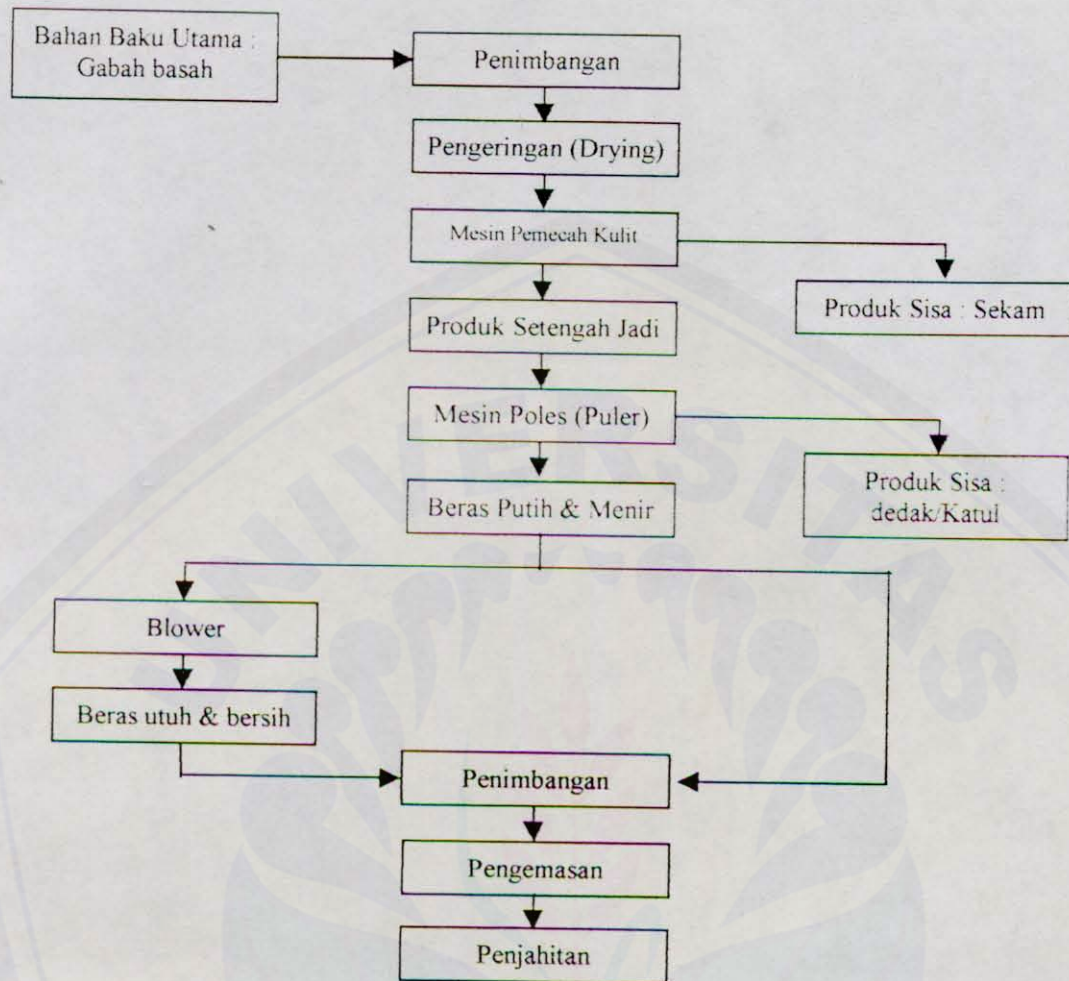 Bahan Baku Utama :
Gabah basah
Penimbangan
Pengeringan (Drying)
Mesin Pemecah Kulit
Produk Sisa : Sekam
Produk Setengah Jadi
Mesin Poles (Puler)
Produk Sisa :
dedak/Katul
Beras Putih & Menir
Blower
Beras utuh & bersih
Penimbangan
Pengemasan
Penjahitan
UNIVERSITAS